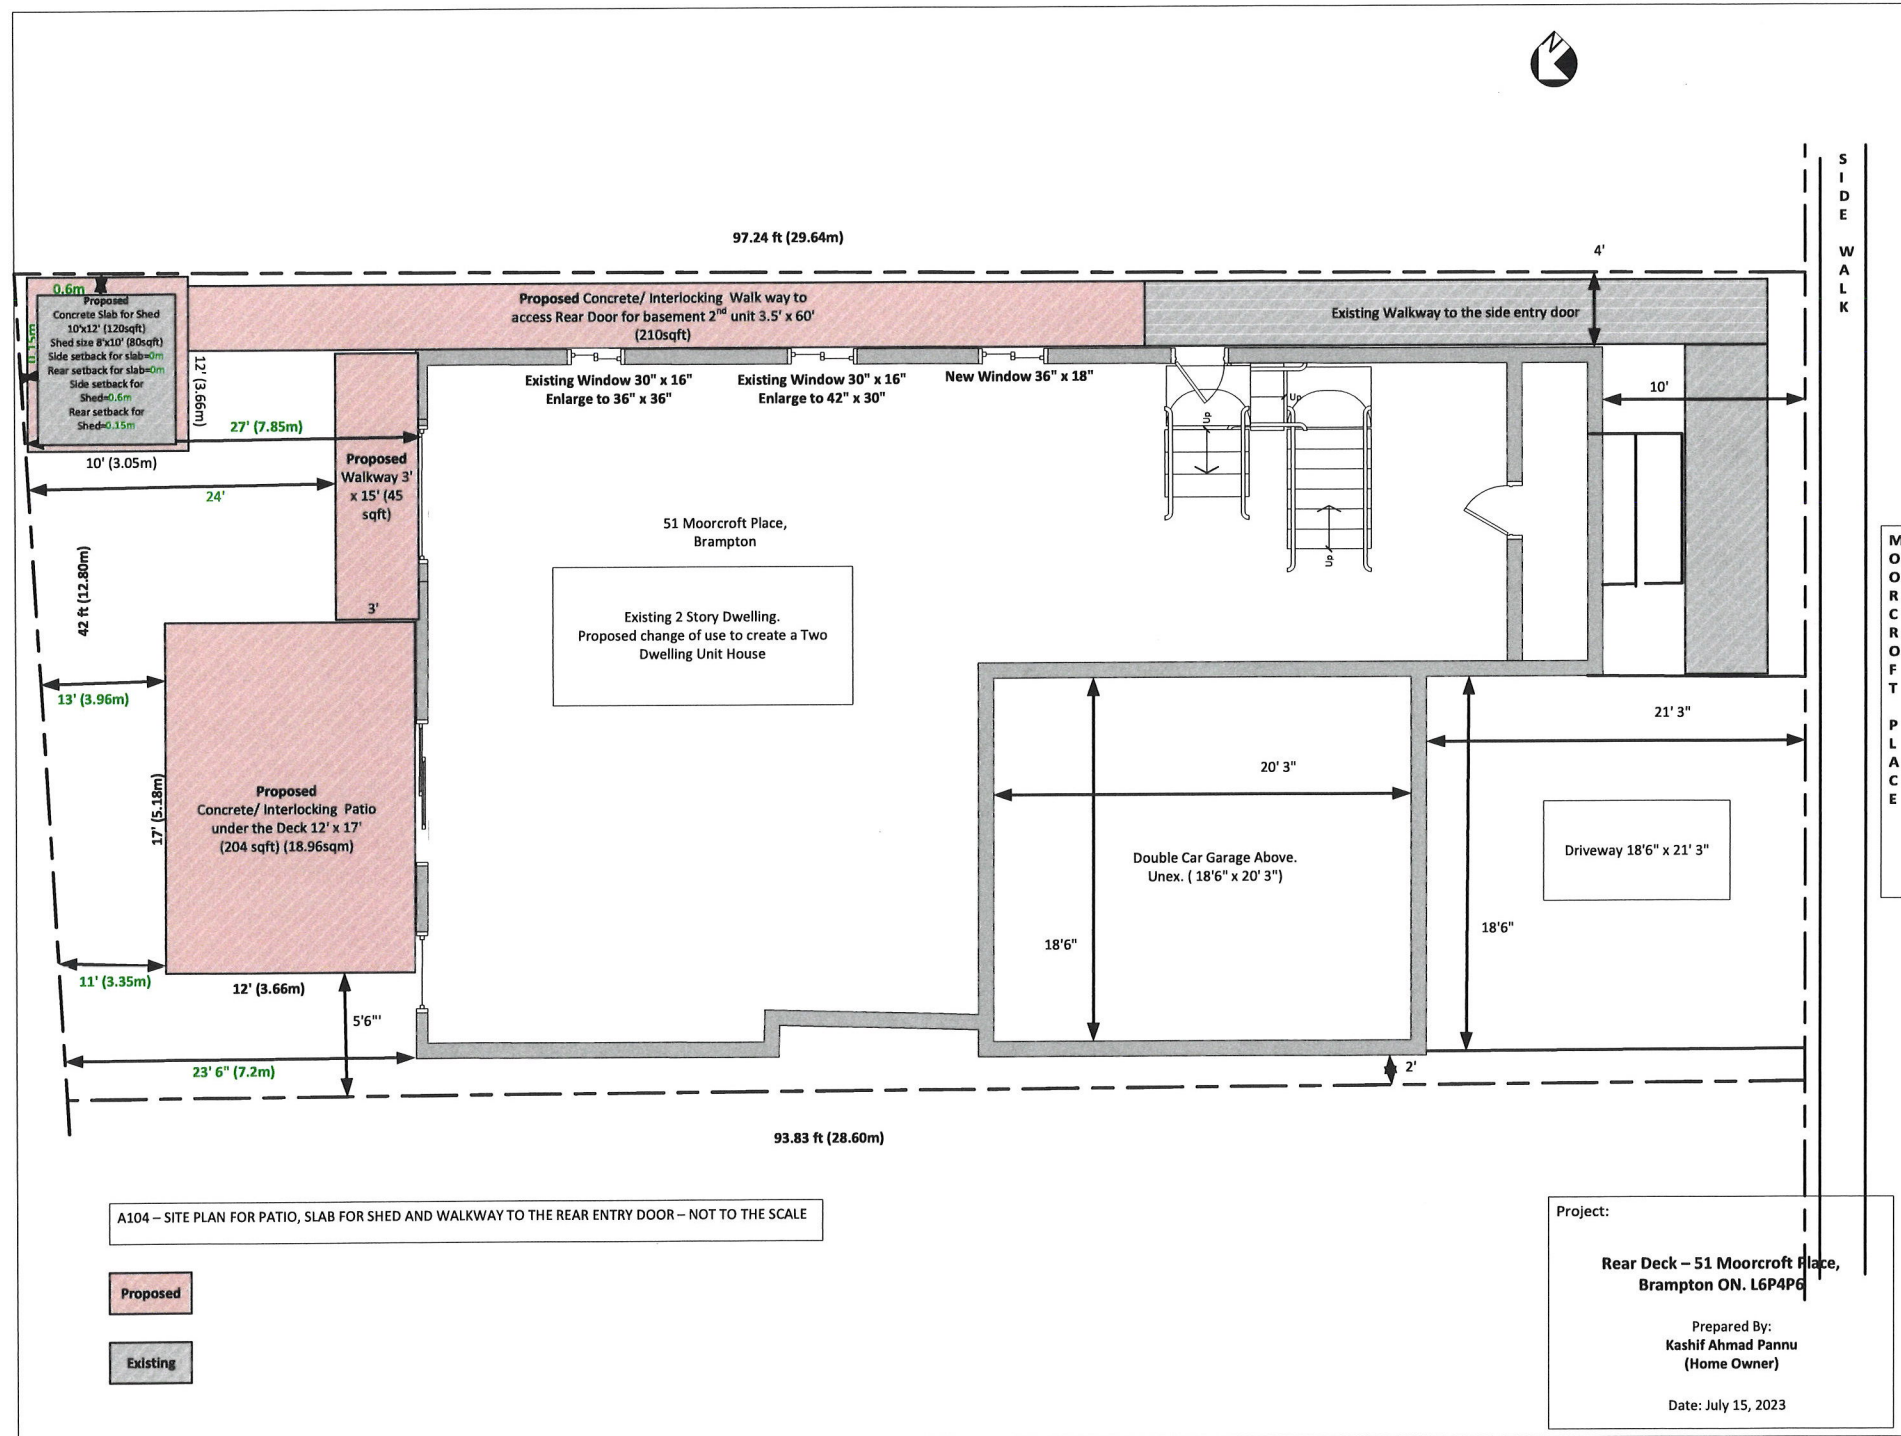 N
SIDE WALK
97.24 ft (29.64m)
4'
0.6m
Proposed
Concrete Slab for Shed
10'x12' (120sqft)
Shed size 8'x10' (80sqft)
Side setback for slab=0m
Rear setback for slab=0m
Side setback for
Shed=0.6m
Rear setback for
Shed=0.15m
0.15m
12' (3.66m)
10' (3.05m)
Proposed Concrete/ Interlocking Walk way to
access Rear Door for basement 2nd unit 3.5' x 60'
(210sqft)
Existing Walkway to the side entry door
Existing Window 30" x 16"
Enlarge to 36" x 36"
Existing Window 30" x 16"
Enlarge to 42" x 30"
New Window 36" x 18"
10'
Up
Up
Up
27' (7.85m)
24'
Proposed
Walkway 3'
x 15' (45
sqft)
3'
51 Moorcroft Place,
Brampton
Existing 2 Story Dwelling.
Proposed change of use to create a Two
Dwelling Unit House
42 ft (12.80m)
13' (3.96m)
17' (5.18m)
Proposed
Concrete/ Interlocking Patio
under the Deck 12' x 17'
(204 sqft) (18.96sqm)
11' (3.35m)
12' (3.66m)
5'6"'
23' 6" (7.2m)
20' 3"
Double Car Garage Above.
Unex. ( 18'6" x 20' 3")
18'6"
18'6"
21' 3"
Driveway 18'6" x 21' 3"
MOORCROFT PLACE
2'
93.83 ft (28.60m)
A104 – SITE PLAN FOR PATIO, SLAB FOR SHED AND WALKWAY TO THE REAR ENTRY DOOR – NOT TO THE SCALE
Proposed
Existing
Project:
Rear Deck – 51 Moorcroft Place,
Brampton ON. L6P4P6
Prepared By:
Kashif Ahmad Pannu
(Home Owner)
Date: July 15, 2023